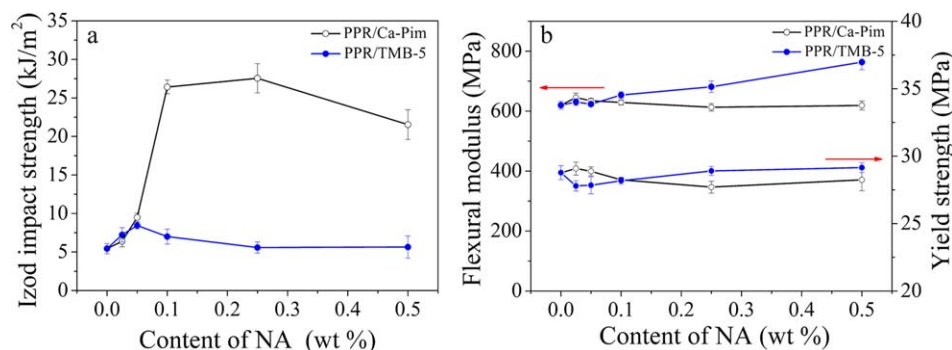 a
PPR/Ca-Pim
PPR/TMB-5
Izod impact strength (kJ/m²)
35
30
25
20
15
10
5
0
0.0 0.1 0.2 0.3 0.4 0.5
Content of NA (wt %)
b
PPR/Ca-Pim
PPR/TMB-5
Flexural modulus (MPa)
800
600
400
200
0
40
35
30
25
20
Yield strength (MPa)
0.0 0.1 0.2 0.3 0.4 0.5
Content of NA (wt %)